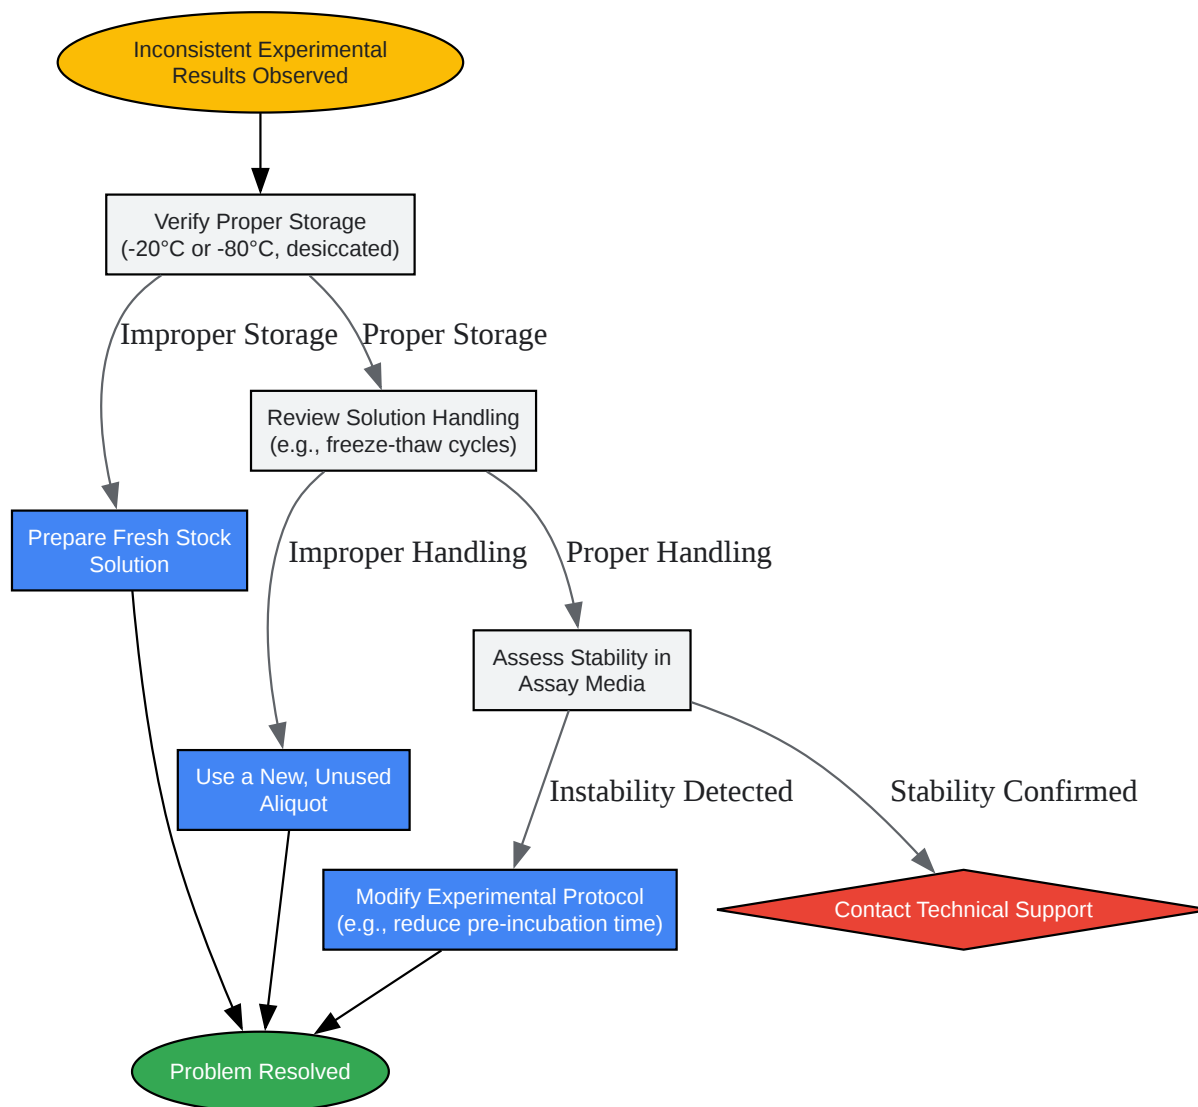 Inconsistent Experimental
Results Observed
Verify Proper Storage
(-20°C or -80°C, desiccated)
Improper Storage
Proper Storage
Review Solution Handling
(e.g., freeze-thaw cycles)
Prepare Fresh Stock
Solution
Improper Handling
Proper Handling
Assess Stability in
Assay Media
Use a New, Unused
Aliquot
Instability Detected
Stability Confirmed
Modify Experimental Protocol
(e.g., reduce pre-incubation time)
Contact Technical Support
Problem Resolved